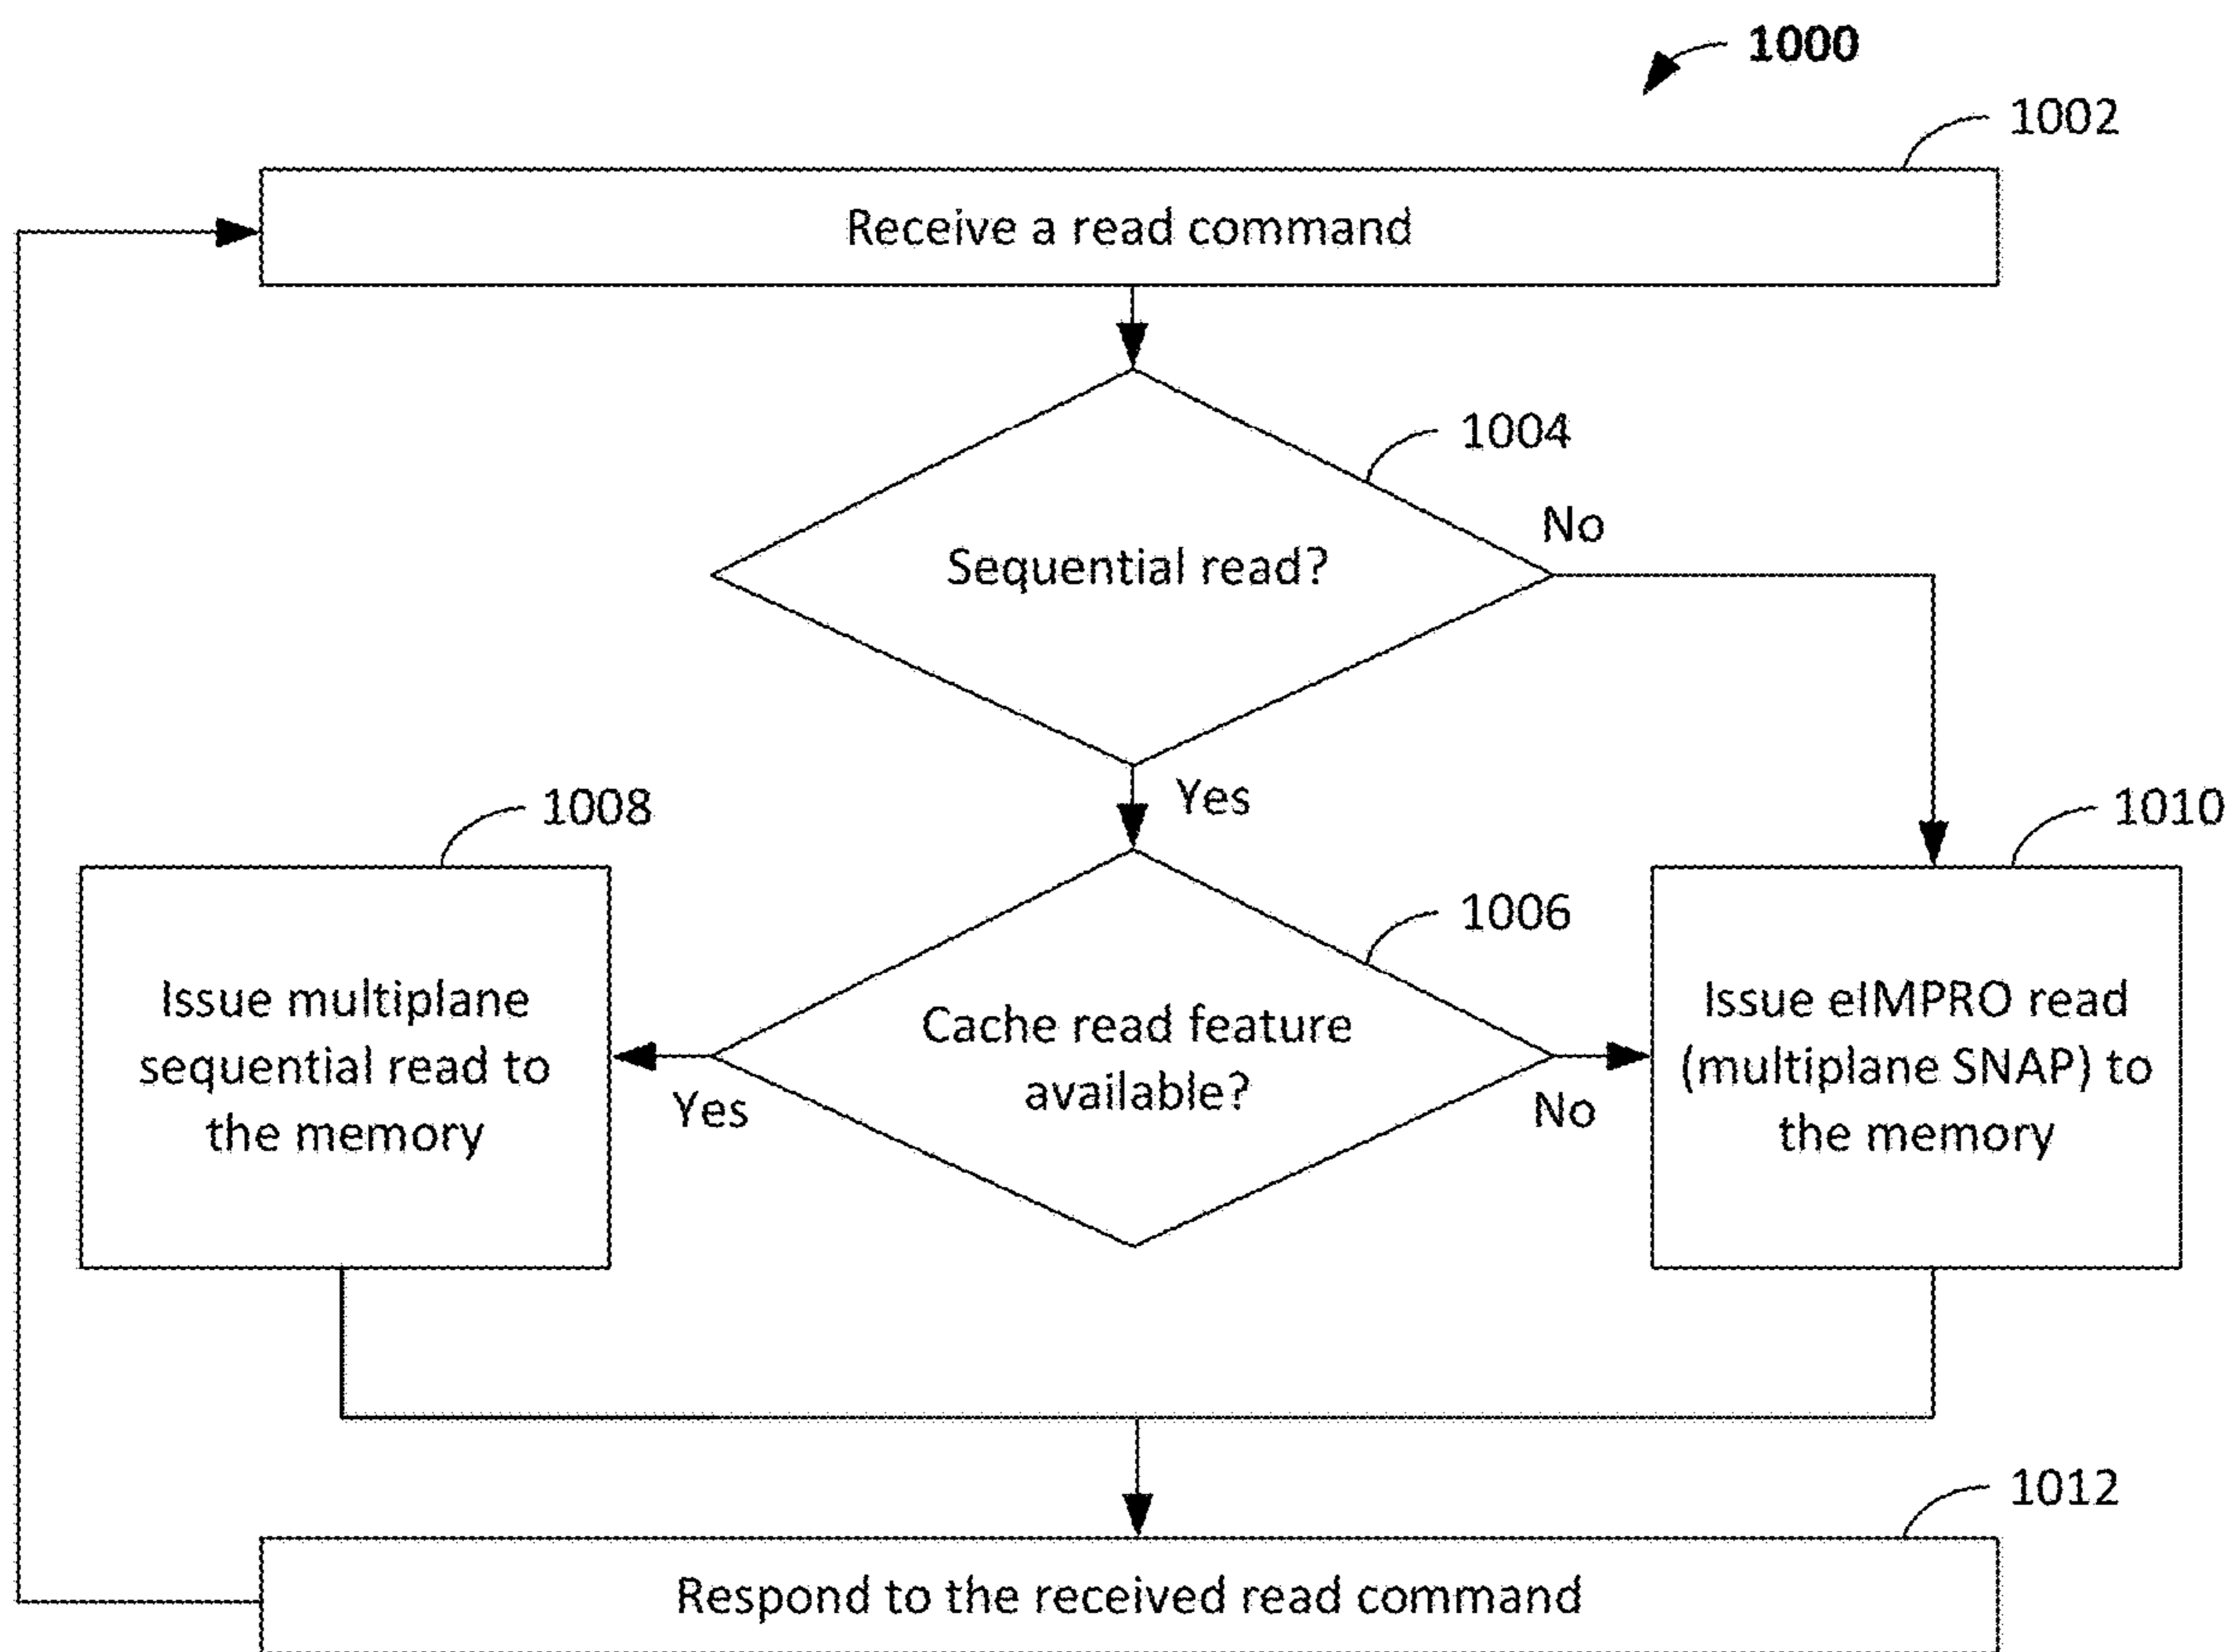 1000
1002
Receive a read command
1004
No
Sequential read?
Yes
1008
1010
1006
Issue multiplane
sequential read to
the memory
Cache read feature
available?
Yes
No
Issue eIMPRO read
(multiplane SNAP) to
the memory
1012
Respond to the received read command